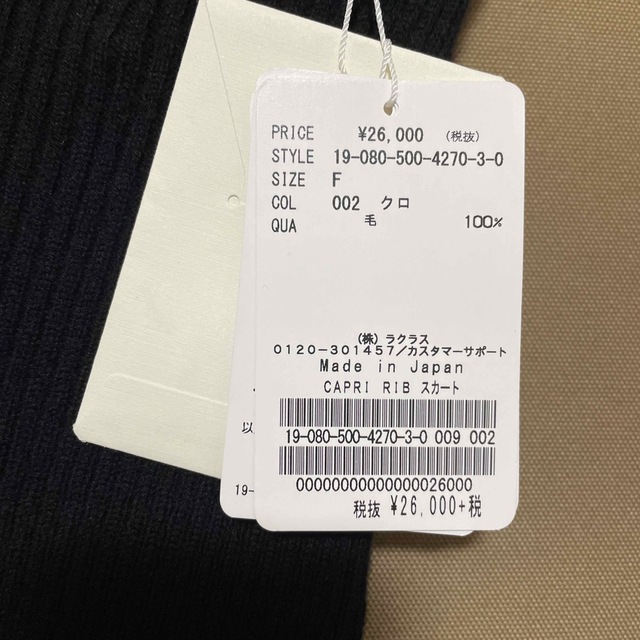 PRICE ¥26,000 (税抜)
STYLE 19-080-500-4270-3-0
SIZE F
COL 002 クロ
QUA 毛 100%
(株)ラクラス
0120-301457/カスタマーサポート
Made in Japan
CAPRI RIB スカート
19-080-500-4270-3-0 009 002
00000000000000026000
税抜 ¥26,000+税
以
19-